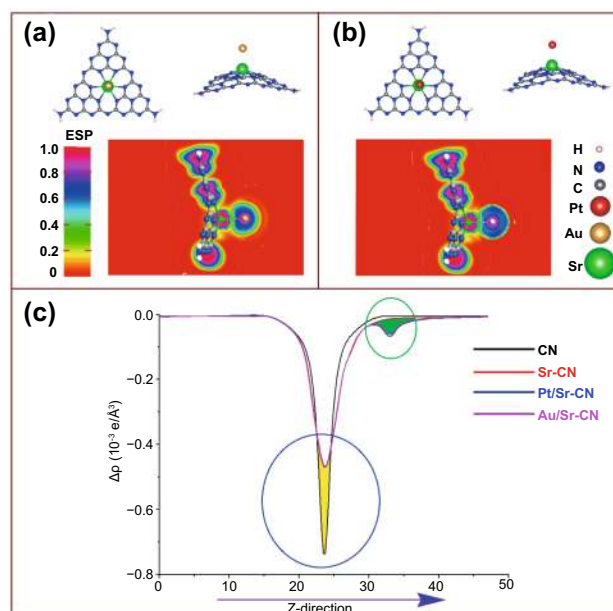 (a)
ESP
1.0
0.8
0.6
0.4
0.2
0
(b)
H
N
C
Pt
Au
Sr
(c)
Δρ (10⁻³ e/Å³)
0.0
−0.2
−0.4
−0.6
−0.8
CN
Sr-CN
Pt/Sr-CN
Au/Sr-CN
0 10 20 30 40 50
Z-direction